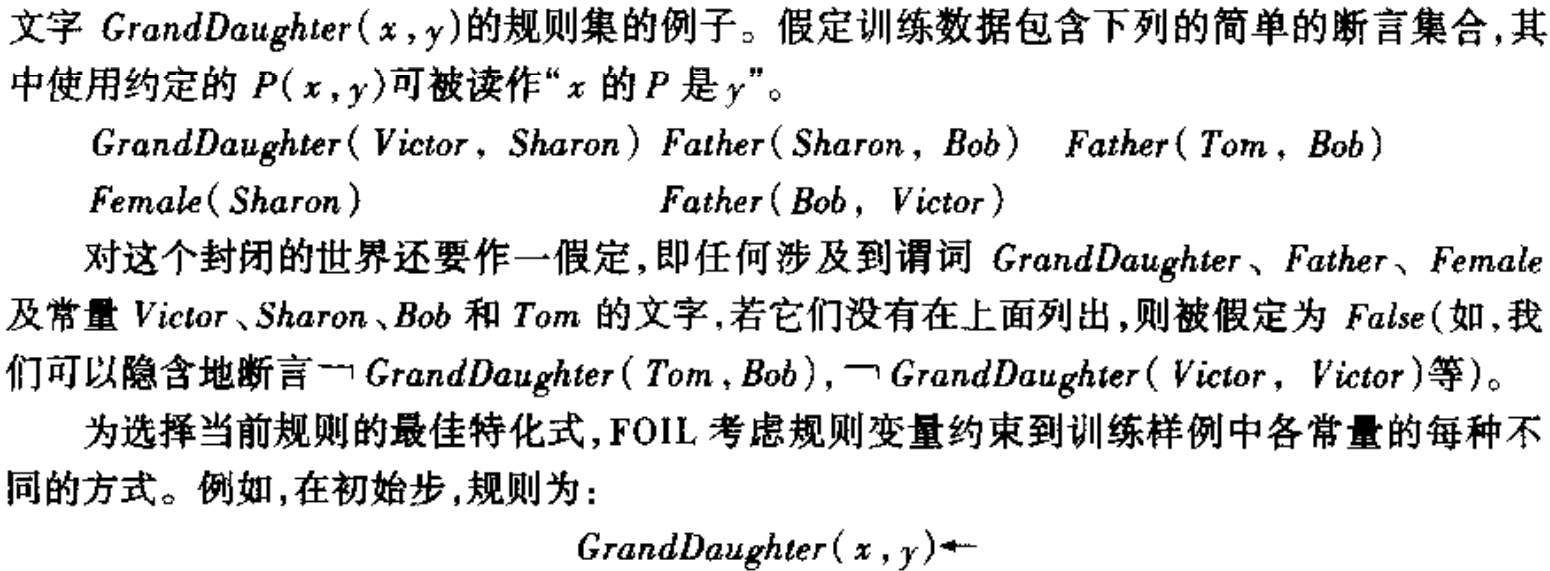 文字 GrandDaughter(x,y)的规则集的例子。假定训练数据包含下列的简单的断言集合,其
中使用约定的 P(x,y)可被读作“x 的 P 是 y”。
GrandDaughter(Victor, Sharon) Father(Sharon, Bob) Father(Tom, Bob)
Female(Sharon) Father(Bob, Victor)
对这个封闭的世界还要作一假定,即任何涉及到谓词 GrandDaughter、Father、Female
及常量 Victor、Sharon、Bob 和 Tom 的文字,若它们没有在上面列出,则被假定为 False(如,我
们可以隐含地断言 ¬ GrandDaughter(Tom,Bob), ¬ GrandDaughter(Victor, Victor)等)。
为选择当前规则的最佳特化式,FOIL 考虑规则变量约束到训练样例中各常量的每种不
同的方式。例如,在初始步,规则为:
GrandDaughter(x,y)←